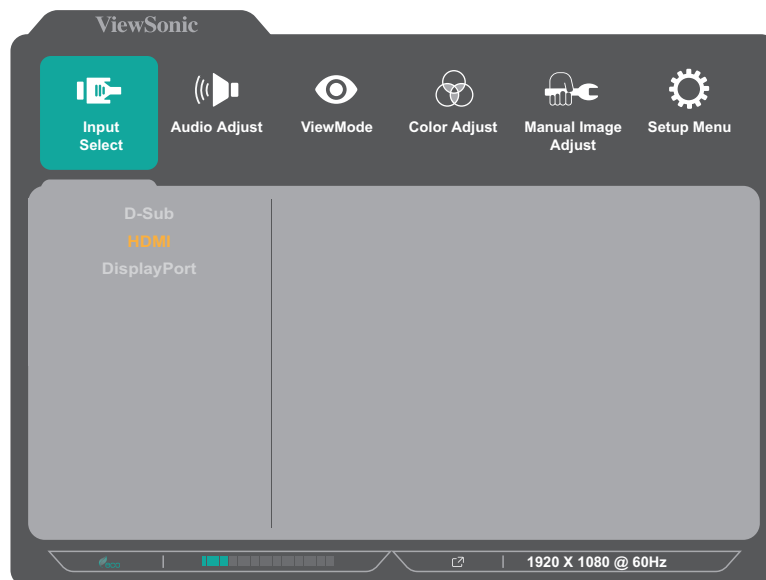 ViewSonic
Input
Select
Audio Adjust
ViewMode
Color Adjust
Manual Image
Adjust
Setup Menu
D-Sub
HDMI
DisplayPort
eco
1920 X 1080 @ 60Hz